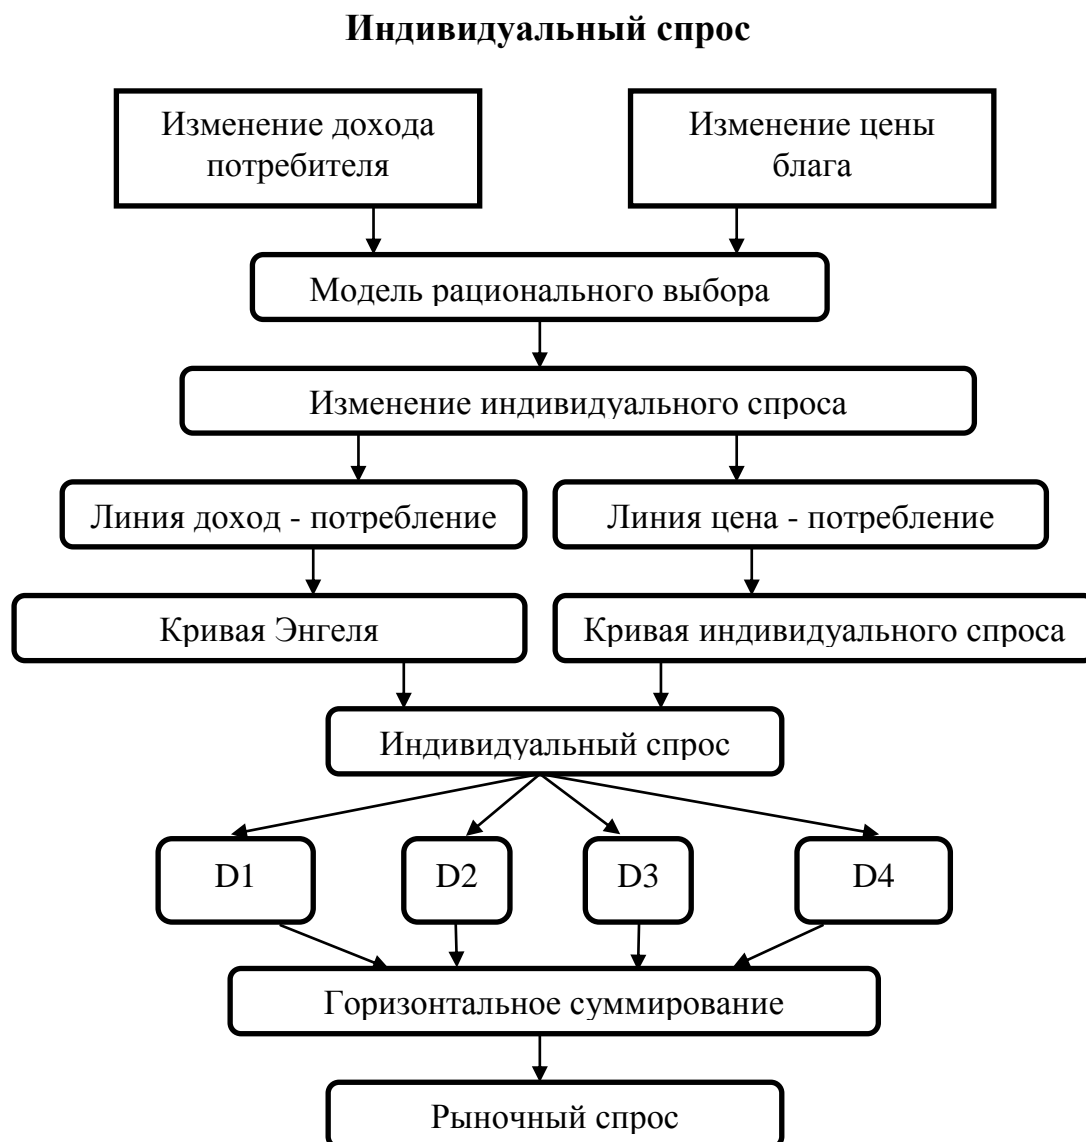 Индивидуальный спрос
Изменение дохода
потребителя
Изменение цены
блага
Модель рационального выбора
Изменение индивидуального спроса
Линия доход - потребление
Линия цена - потребление
Кривая Энгеля
Кривая индивидуального спроса
Индивидуальный спрос
D1
D2
D3
D4
Горизонтальное суммирование
Рыночный спрос